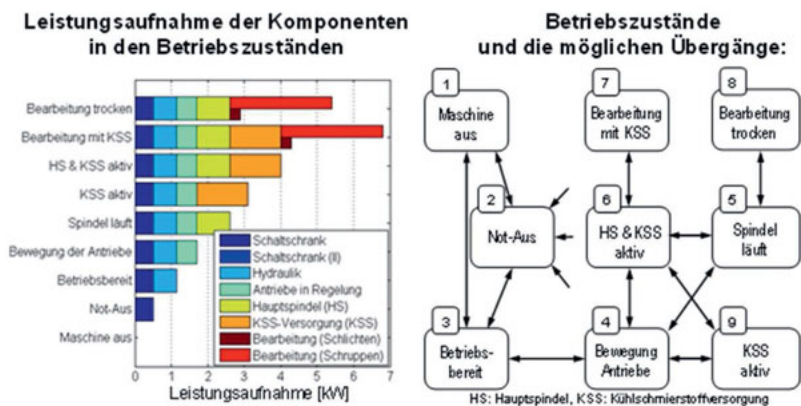 Leistungsaufnahme der Komponenten
in den Betriebszuständen
Bearbeitung trocken
Bearbeitung mit KSS
HS & KSS aktiv
KSS aktiv
Spindel läuft
Bewegung der Antriebe
Betriebsbereit
Not-Aus
Maschine aus
Schaltschrank
Schaltschrank (II)
Hydraulik
Antriebe in Regelung
Hauptspindel (HS)
KSS-Versorgung (KSS)
Bearbeitung (Schlichten)
Bearbeitung (Schruppen)
0 1 2 3 4 5 6 7
Leistungsaufnahme [kW]
Betriebszustände
und die möglichen Übergänge:
1
Maschine
aus
7
Bearbeitung
mit KSS
8
Bearbeitung
trocken
2
Not-Aus
6
HS & KSS
aktiv
5
Spindel
läuft
3
Betriebs-
bereit
4
Bewegung
Antriebe
9
KSS
aktiv
HS: Hauptspindel, KSS: Kühlschmierstoffversorgung